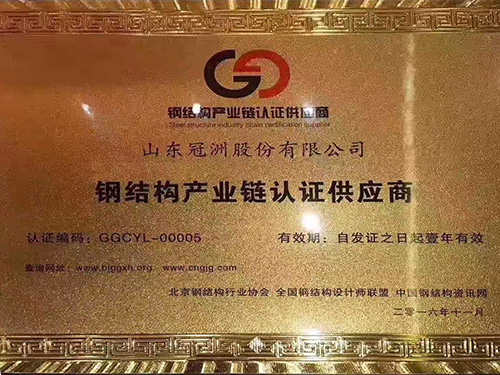 钢结构产业链认证供应商
Steel structure industry chain certification supplier
山东冠洲股份有限公司
钢结构产业链认证供应商
认证编码：GGCYL-00005 有效期：自发证之日起壹年有效
查询网址：www.bjggxh.org. www.cngjg.com
北京钢结构行业协会 全国钢结构设计师联盟 中国钢结构资讯网
二〇一六年十一月